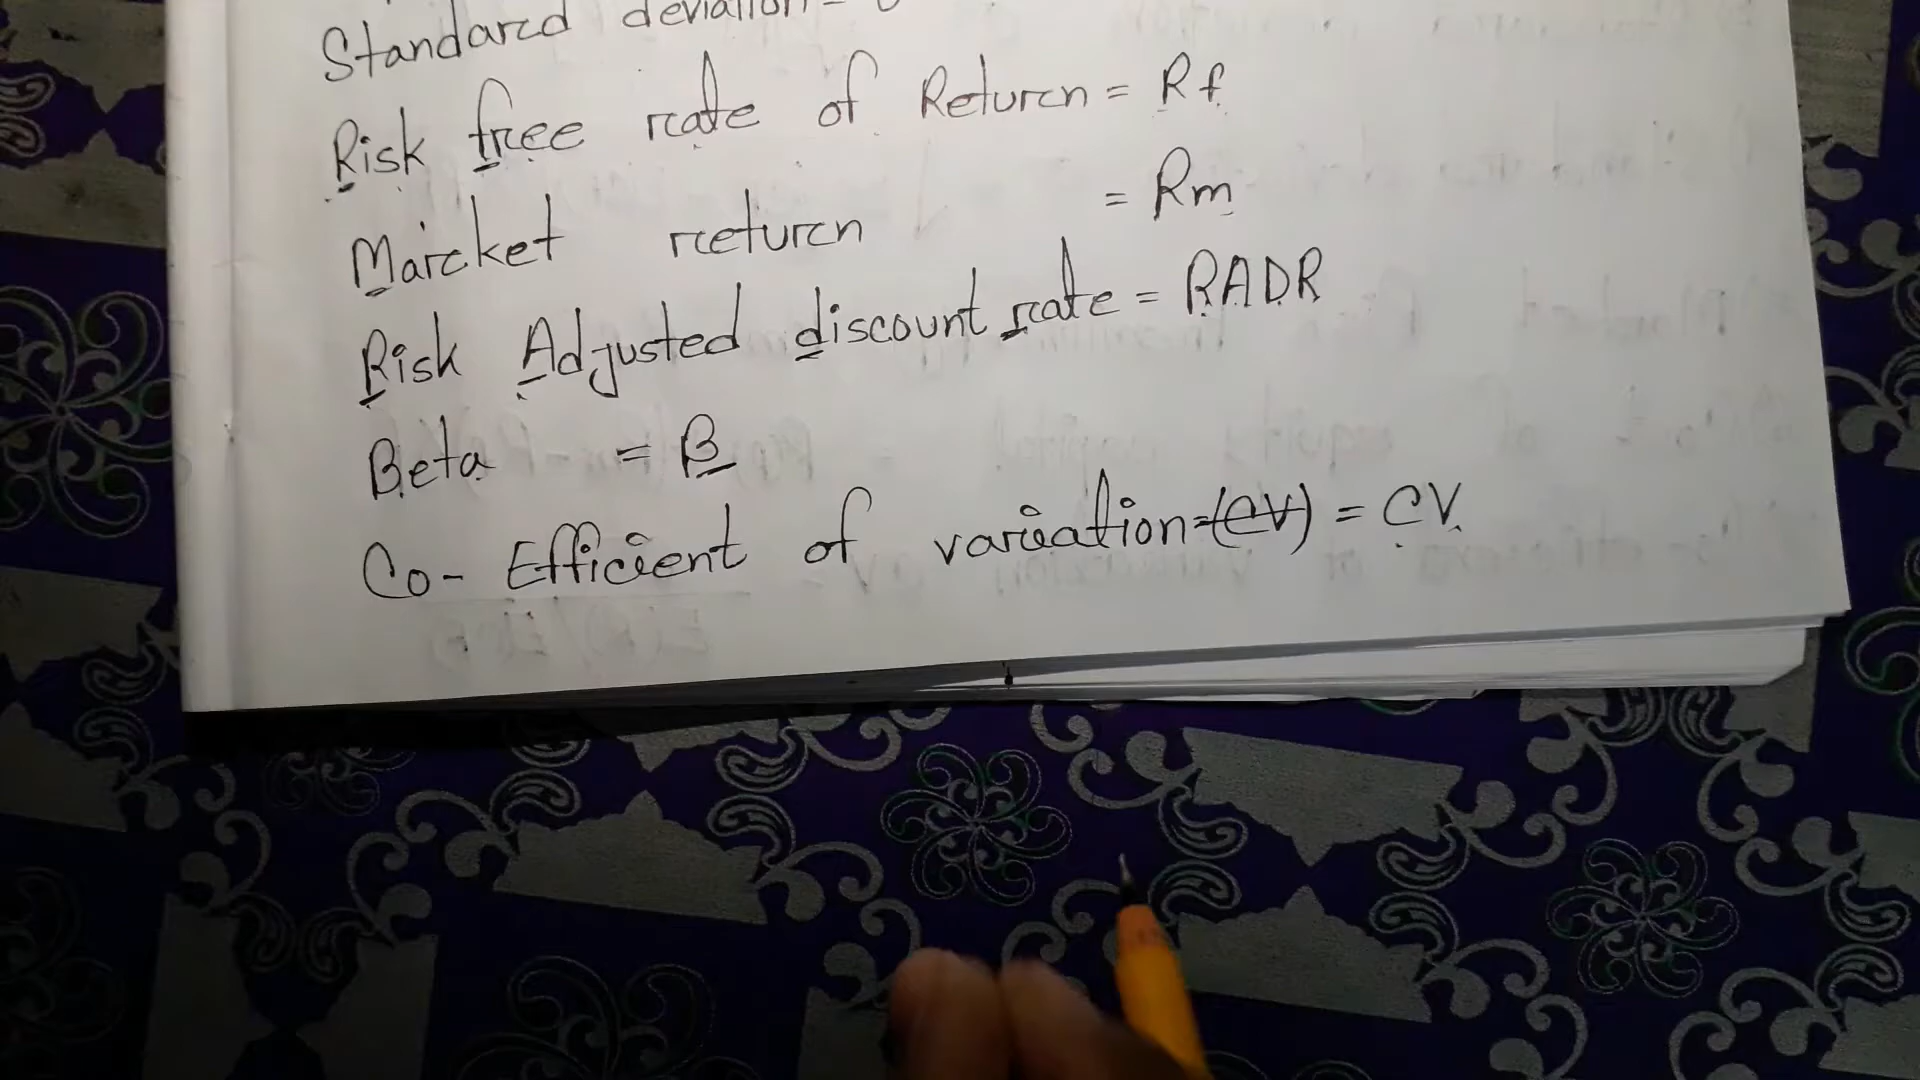 Standard deviation =
Risk free rate of Return = Rf
Market return = Rm
Risk Adjusted discount rate = RADR
Beta = β
Co-Efficient of variation=(CV) = CV